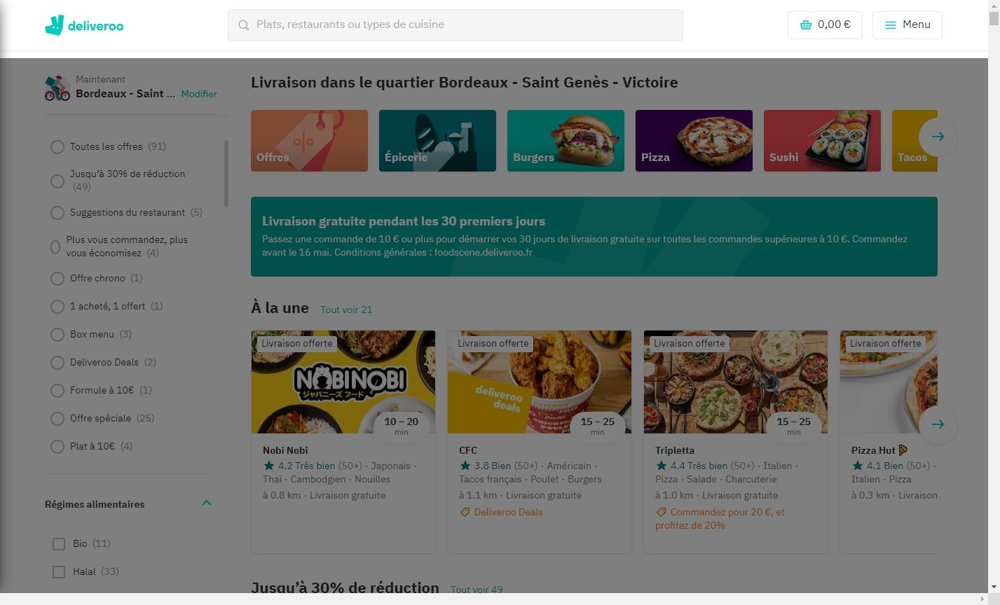 deliveroo
Plats, restaurants ou types de cuisine
0,00 €
Menu
Maintenant
Bordeaux - Saint ...
Modifier
Toutes les offres (91)
Jusqu'à 30% de réduction
(49)
Suggestions du restaurant (5)
Plus vous commandez, plus
vous économisez (4)
Offre chrono (1)
1 acheté, 1 offert (1)
Box menu (3)
Deliveroo Deals (2)
Formule à 10€ (1)
Offre spéciale (25)
Plat à 10€ (4)
Régimes alimentaires
Bio (11)
Halal (33)
Livraison dans le quartier Bordeaux - Saint Genès - Victoire
Offres
Épicerie
Burgers
Pizza
Sushi
Tacos
Livraison gratuite pendant les 30 premiers jours
Passez une commande de 10 € ou plus pour démarrer vos 30 jours de livraison gratuite sur toutes les commandes supérieures à 10 €. Commandez
avant le 16 mai. Conditions générales : foodscene.deliveroo.fr
À la une
Tout voir 21
Livraison offerte
NOBINOBI
ジャパニーズ フード
10 – 20
min
Nobi Nobi
4.2 Très bien (50+) · Japonais ·
Thaï · Cambodgien · Nouilles
à 0.8 km · Livraison gratuite
Livraison offerte
deliveroo
deals
15 – 25
min
CFC
3.8 Bien (50+) · Américain ·
Tacos français · Poulet · Burgers
à 1.1 km · Livraison gratuite
Deliveroo Deals
Livraison offerte
15 – 25
min
Tripletta
4.4 Très bien (50+) · Italien ·
Pizza · Salade · Charcuterie
à 1.0 km · Livraison gratuite
Commandez pour 20 €, et
profitez de 20%
Livraison offerte
Pizza Hut 🍕
4.1 Bien (50+) ·
Italien · Pizza
à 0.3 km · Livraison
Jusqu'à 30% de réduction
Tout voir 49